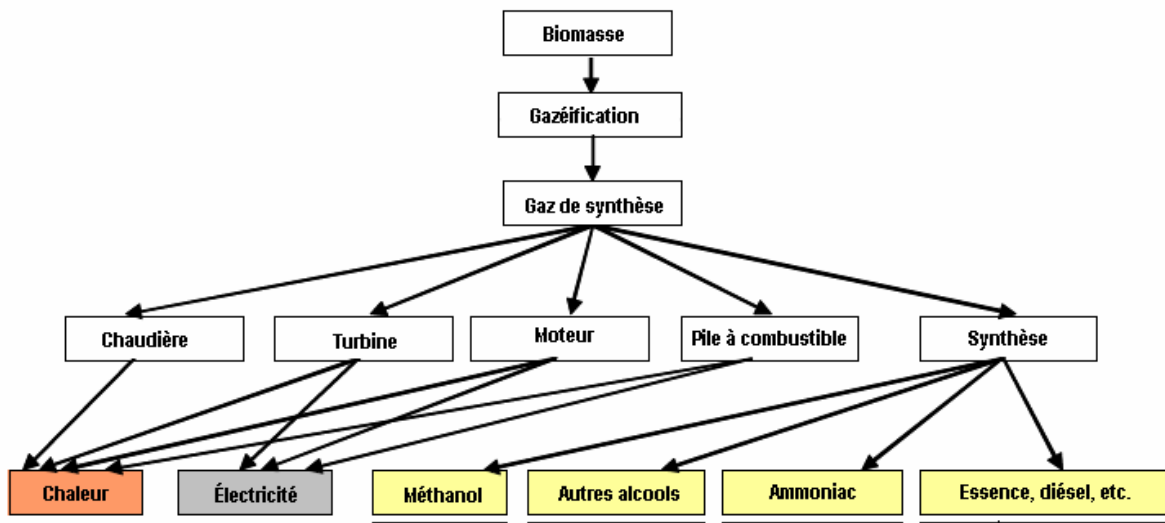 Biomasse
Gazéification
Gaz de synthèse
Chaudière
Turbine
Moteur
Pile à combustible
Synthèse
Chaleur
Électricité
Méthanol
Autres alcools
Ammoniac
Essence, diésel, etc.